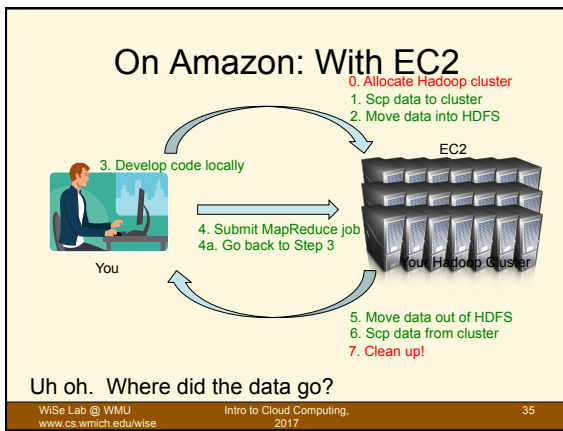 On Amazon: With EC2
0. Allocate Hadoop cluster
1. Scp data to cluster
2. Move data into HDFS
EC2
3. Develop code locally
4. Submit MapReduce job
4a. Go back to Step 3
You
Your Hadoop Cluster
5. Move data out of HDFS
6. Scp data from cluster
7. Clean up!
Uh oh. Where did the data go?
WiSe Lab @ WMU
www.cs.wmich.edu/wise
Intro to Cloud Computing,
2017
35